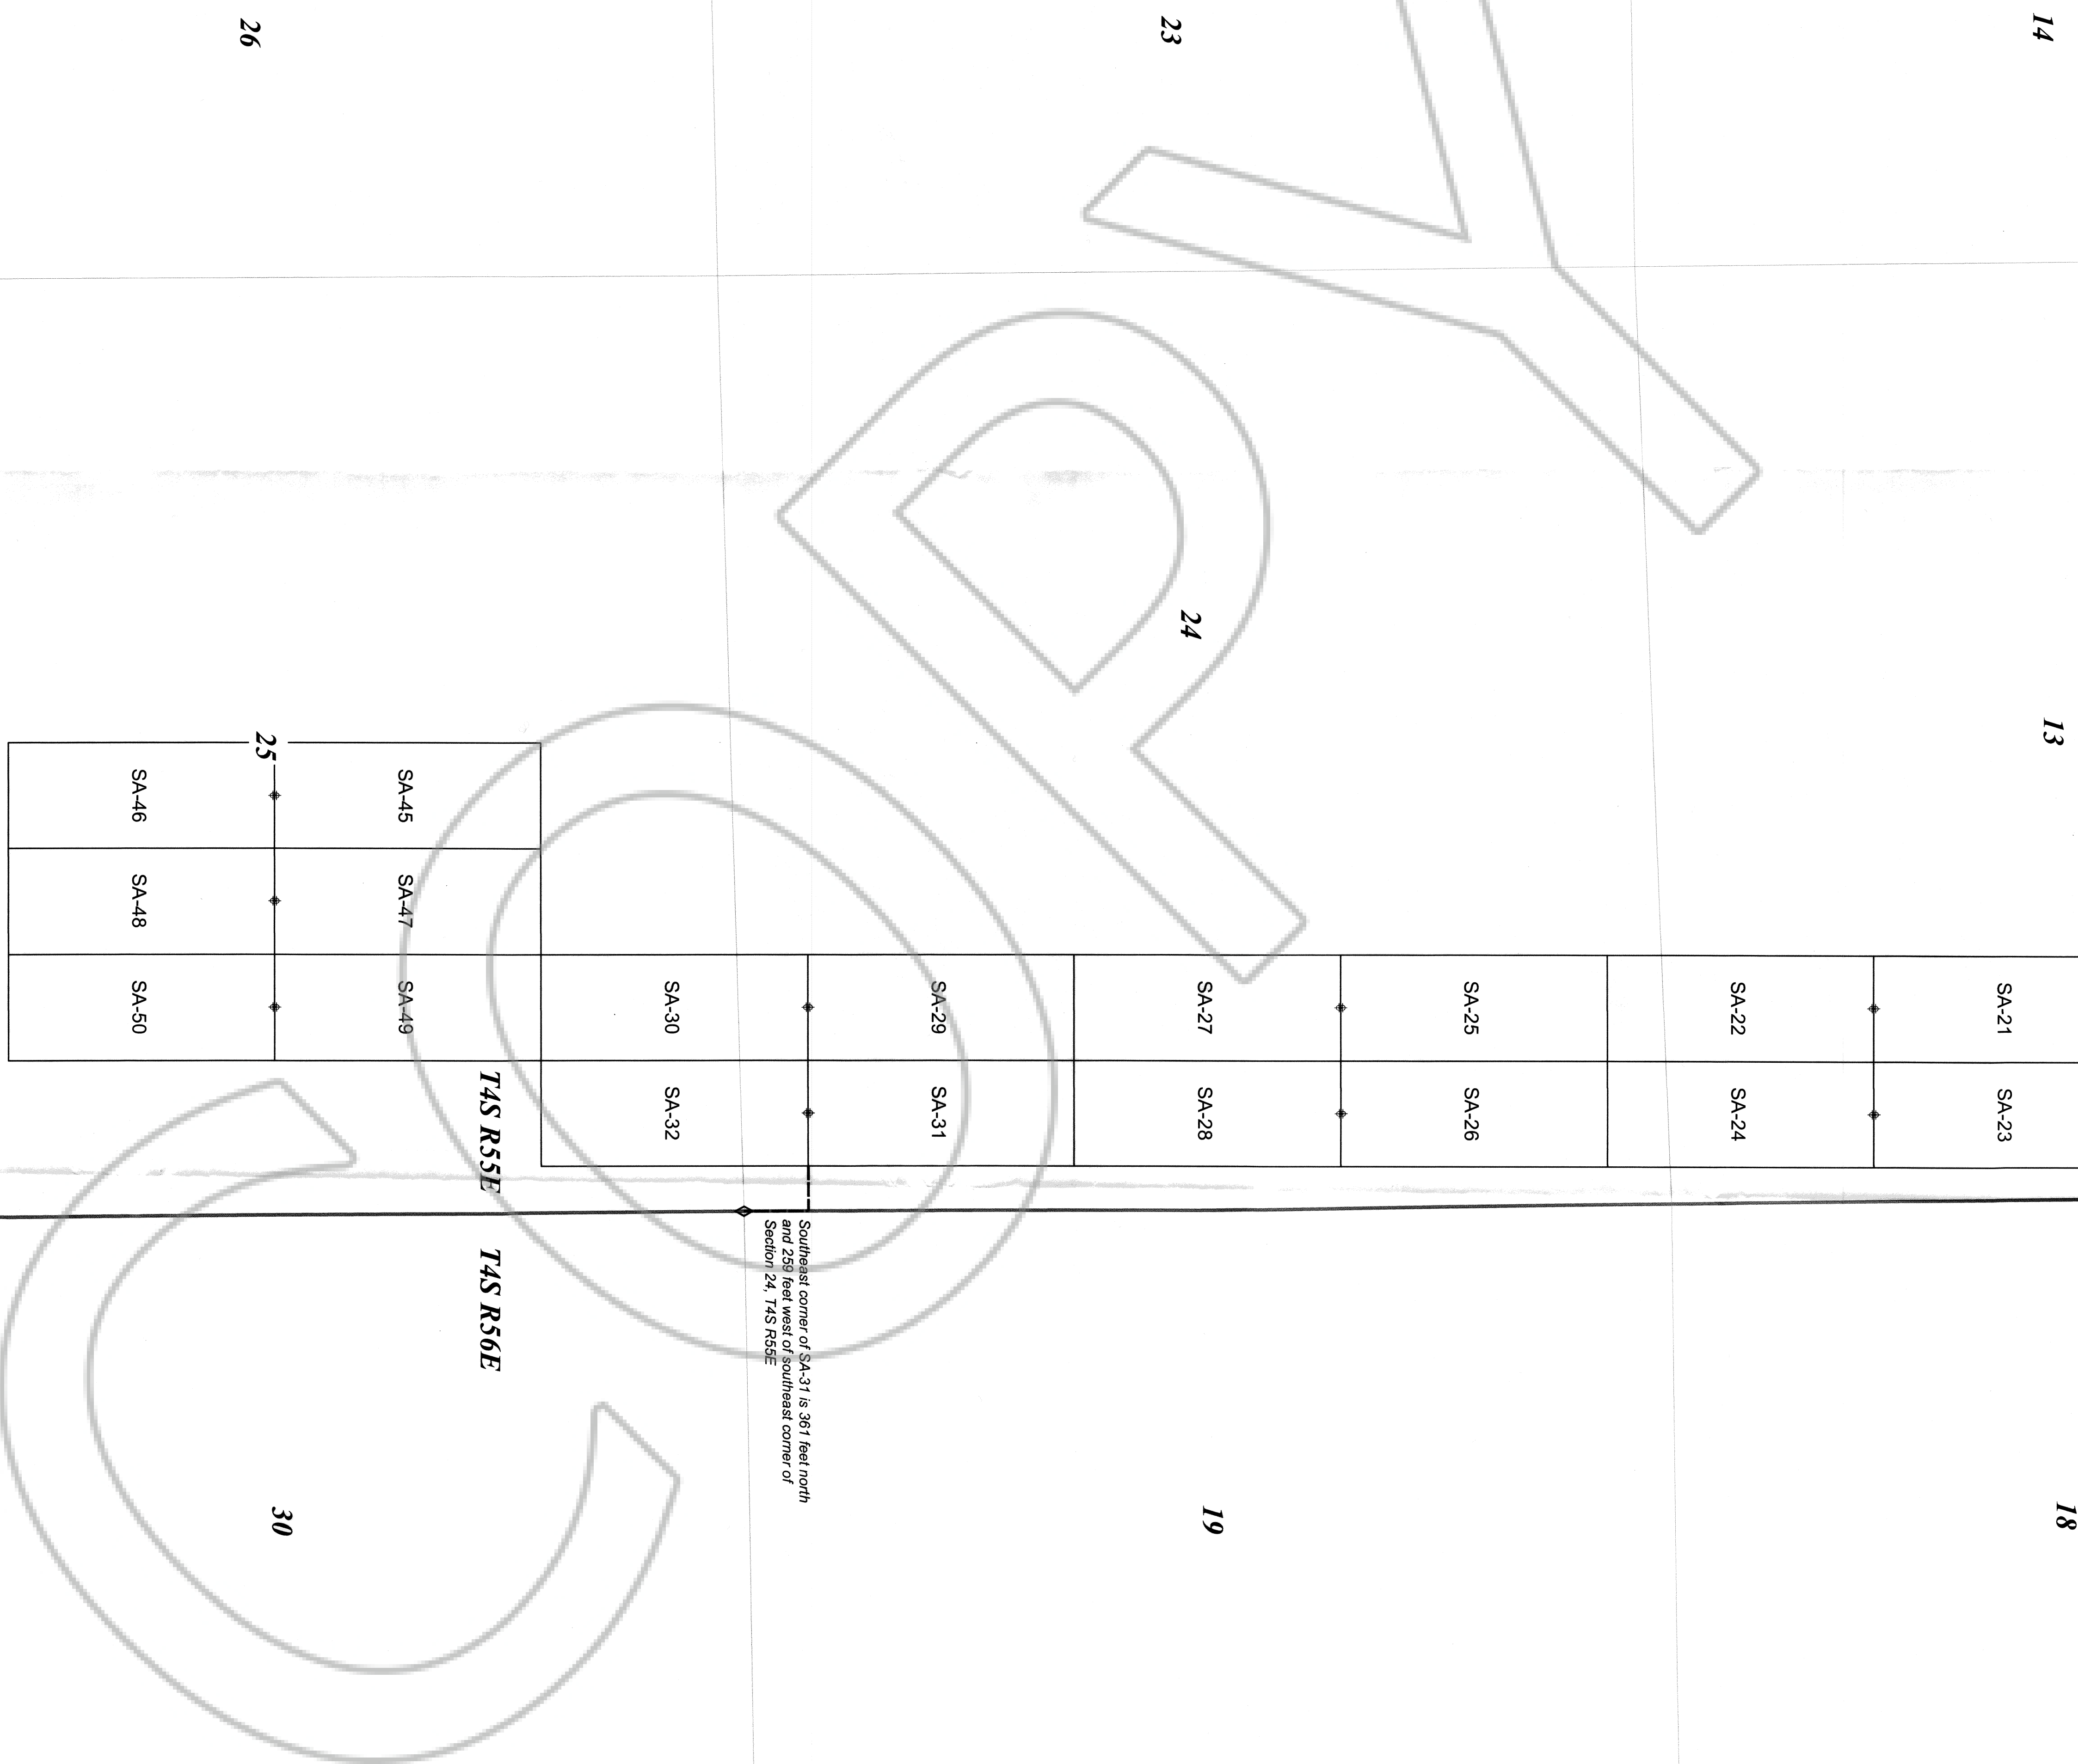 14
13
18
SA-21
SA-23
SA-22
SA-24
23
24
19
SA-25
SA-26
SA-27
SA-28
SA-29
SA-31
Southeast corner of SA-31 is 361 feet north
and 259 feet west of southeast corner of
Section 24, T4S R55E
SA-30
SA-32
T4S R55E
T4S R56E
SA-45
SA-47
SA-49
26
25
30
SA-46
SA-48
SA-50
COPY